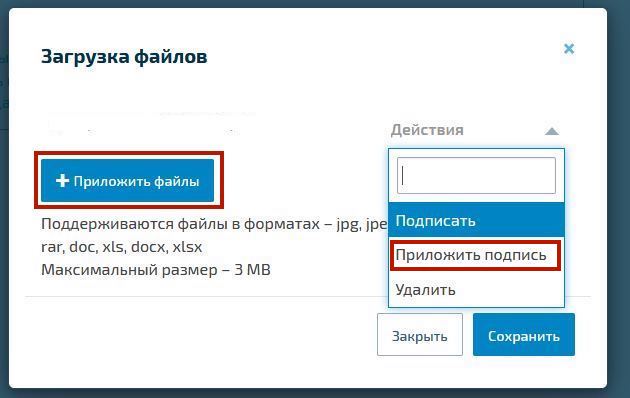 Загрузка файлов
×
Действия
+ Приложить файлы
Подписать
Поддерживаются файлы в форматах – jpg,
rar, doc, xls, docx, xlsx
Приложить подпись
Максимальный размер – 3 MB
Удалить
Закрыть
Сохранить